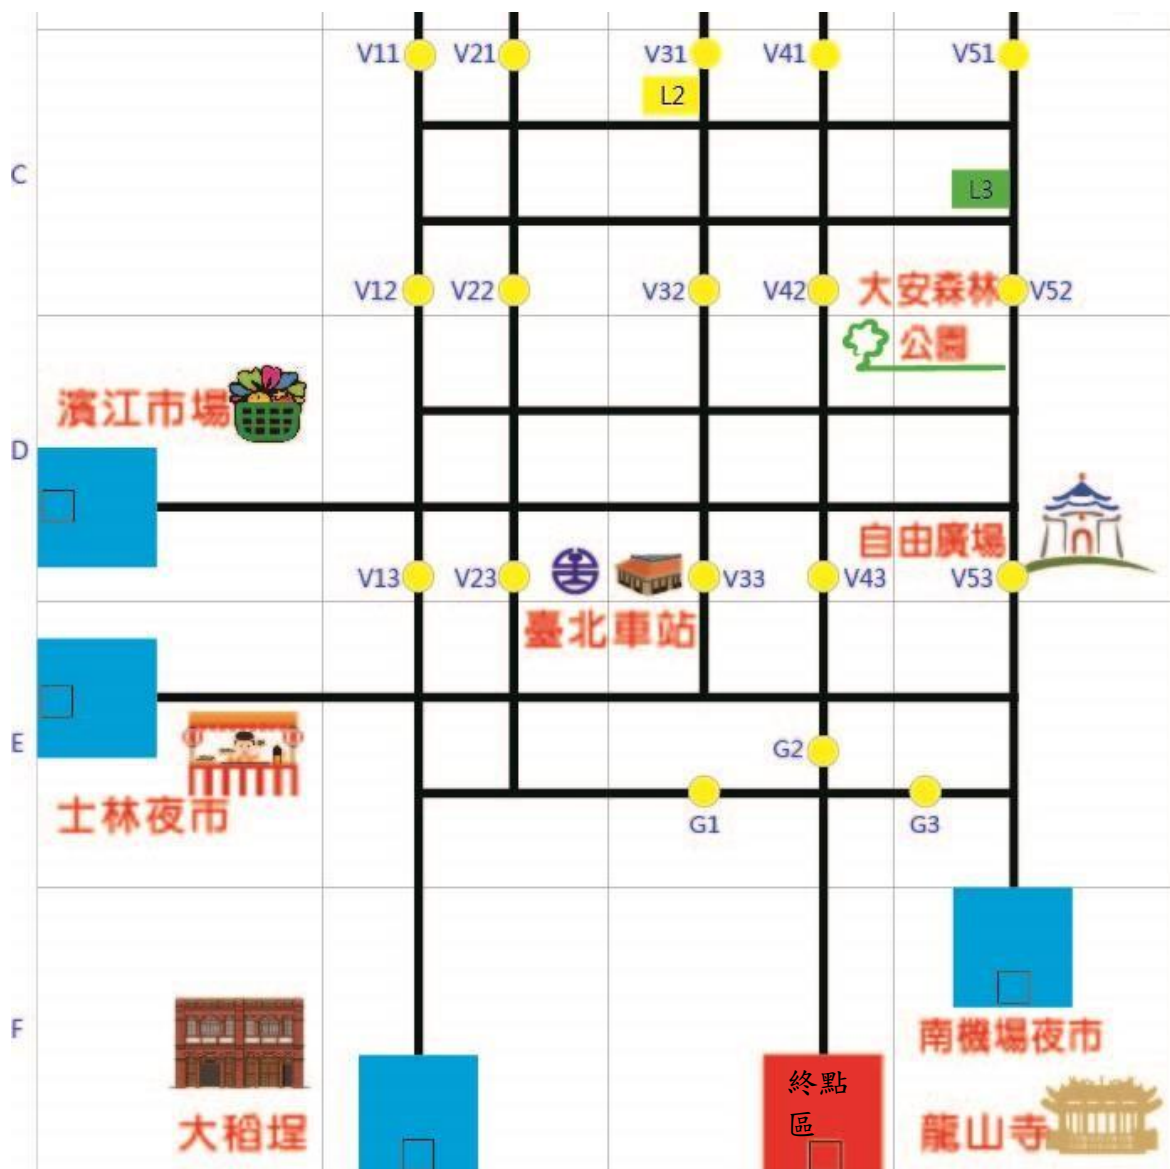 V11
V21
V31
V41
V51
L2
C
L3
V12
V22
V32
V42
大安森林
V52
公園
濱江市場
D
自由廣場
V13
V23
V33
V43
V53
臺北車站
E
G2
士林夜市
G1
G3
F
南機場夜市
終點
區
大稻埕
龍山寺